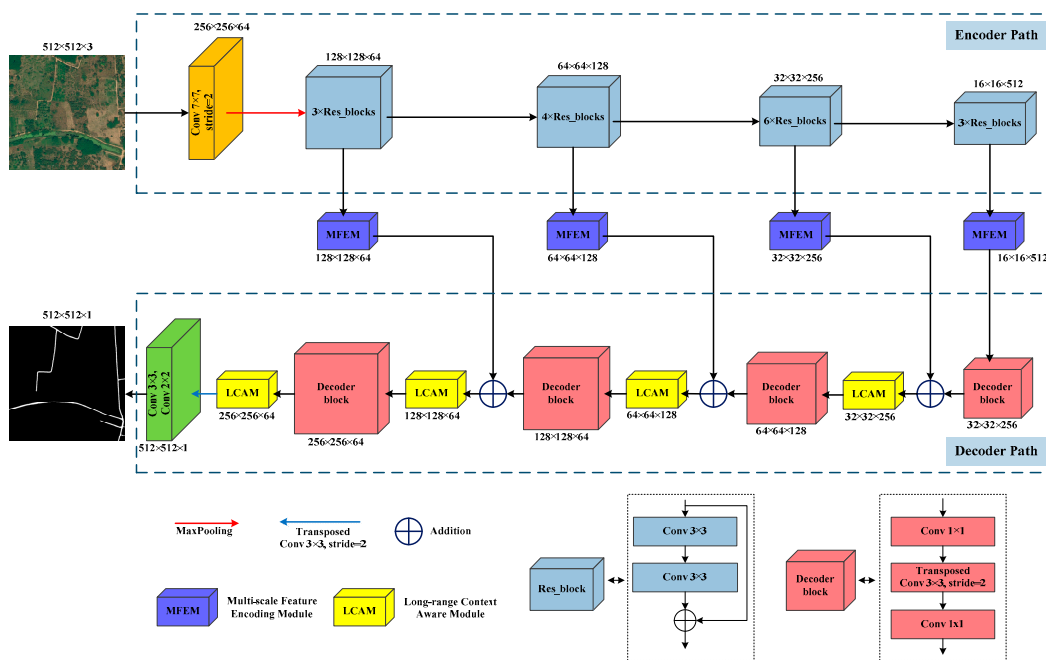 Encoder Path
512×512×3
256×256×64
Conv 7×7,
stride=2
128×128×64
3×Res_blocks
64×64×128
4×Res_blocks
32×32×256
6×Res_blocks
16×16×512
3×Res_blocks
MFEM
128×128×64
MFEM
64×64×128
MFEM
32×32×256
MFEM
16×16×512
512×512×1
Conv 3×3,
Conv 2×2
512×512×1
LCAM
256×256×64
Decoder
block
256×256×64
LCAM
128×128×64
Decoder
block
128×128×64
LCAM
64×64×128
Decoder
block
64×64×128
LCAM
32×32×256
Decoder
block
32×32×256
Decoder Path
MaxPooling
Transposed
Conv 3×3, stride=2
Addition
MFEM
Multi-scale Feature
Encoding Module
LCAM
Long-range Context
Aware Module
Res_block
Conv 3×3
Conv 3×3
Decoder
block
Conv 1×1
Transposed
Conv 3×3, stride=2
Conv 1x1